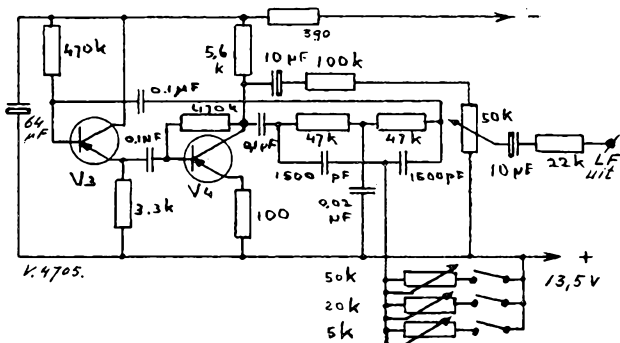 390
470k
5,6
k
10 µF
100k
0.1µF
64
µF
470k
50k
0.1µF
0,1µF
47k
47k
V3
V4
1500 pF
1500pF
10µF
22k
LF
uit
3.3k
100
0,02
µF
V.4705.
+
-
50k
13,5V
20k
5k